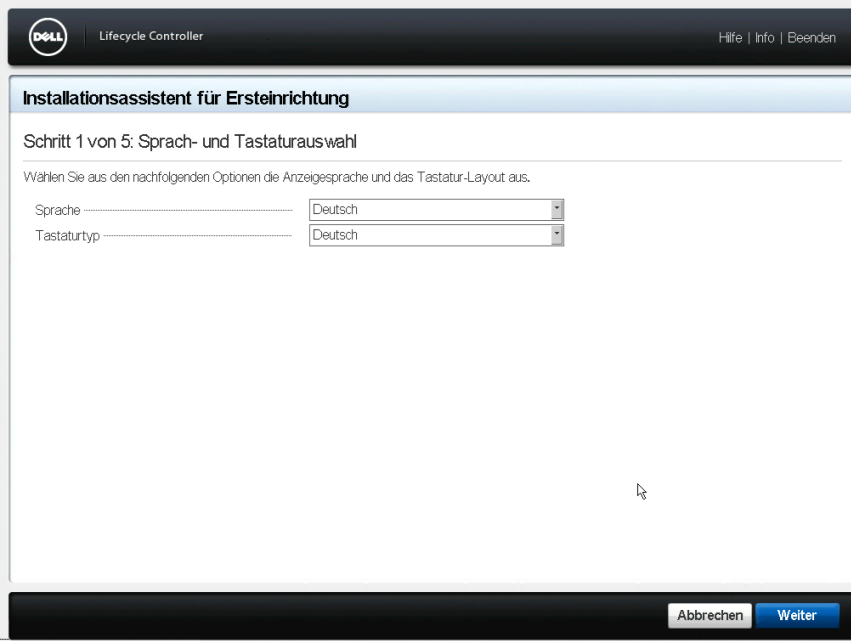 DELL
Lifecycle Controller
Hilfe | Info | Beenden
Installationsassistent für Ersteinrichtung
Schritt 1 von 5: Sprach- und Tastaturauswahl
Wählen Sie aus den nachfolgenden Optionen die Anzeigesprache und das Tastatur-Layout aus.
Sprache Deutsch
Tastaturtyp Deutsch
Abbrechen Weiter